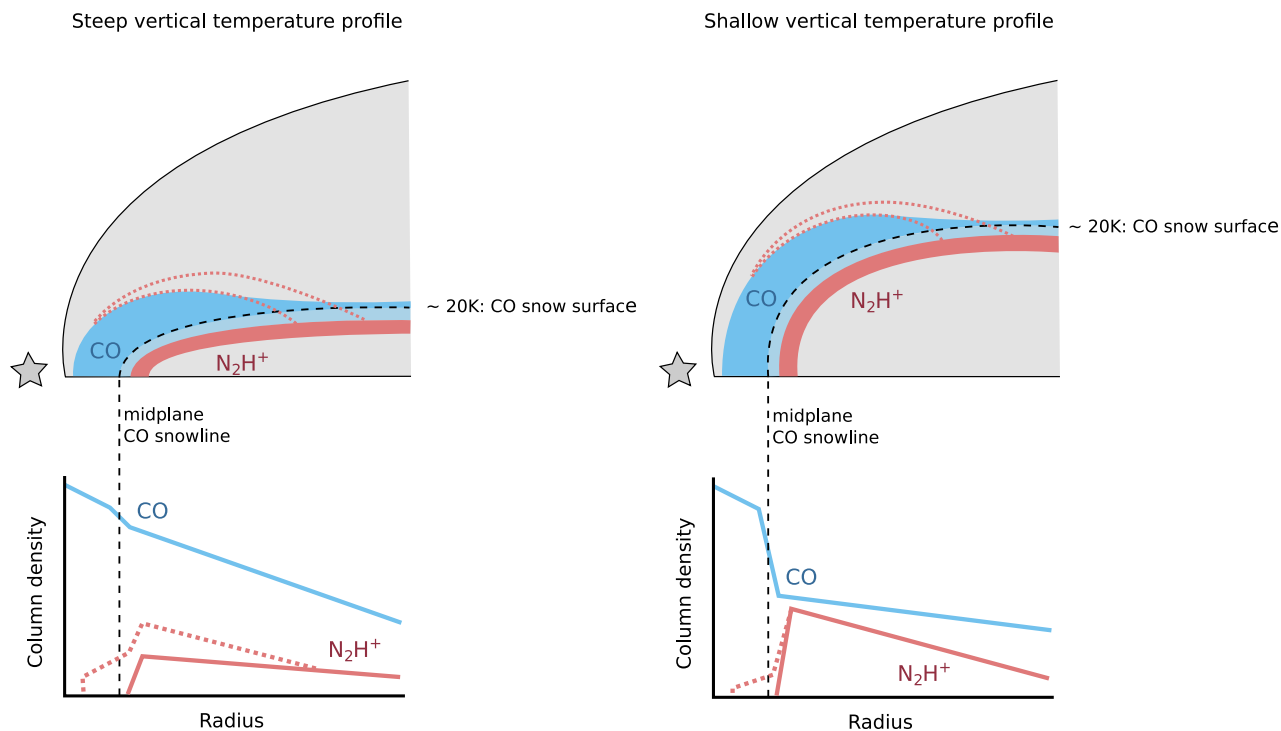 Steep vertical temperature profile
CO
N₂H⁺
~ 20K: CO snow surface
midplane
CO snowline
Column density
CO
N₂H⁺
Radius
Shallow vertical temperature profile
CO
N₂H⁺
~ 20K: CO snow surface
midplane
CO snowline
Column density
CO
N₂H⁺
Radius